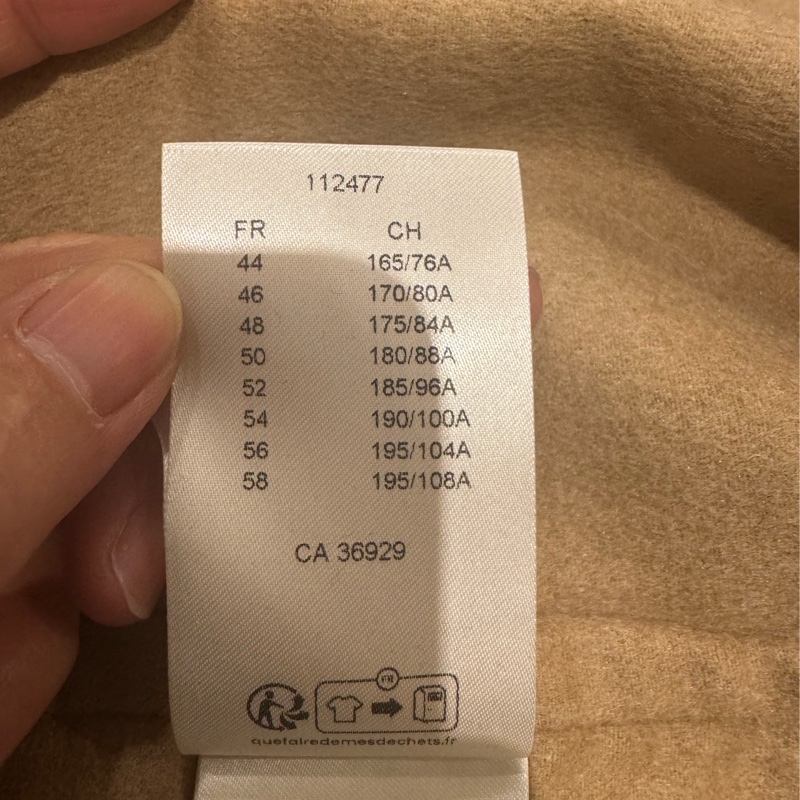 112477
FR CH
44 165/76A
46 170/80A
48 175/84A
50 180/88A
52 185/96A
54 190/100A
56 195/104A
58 195/108A
CA 36929
FR
quefairedemesdechets.fr